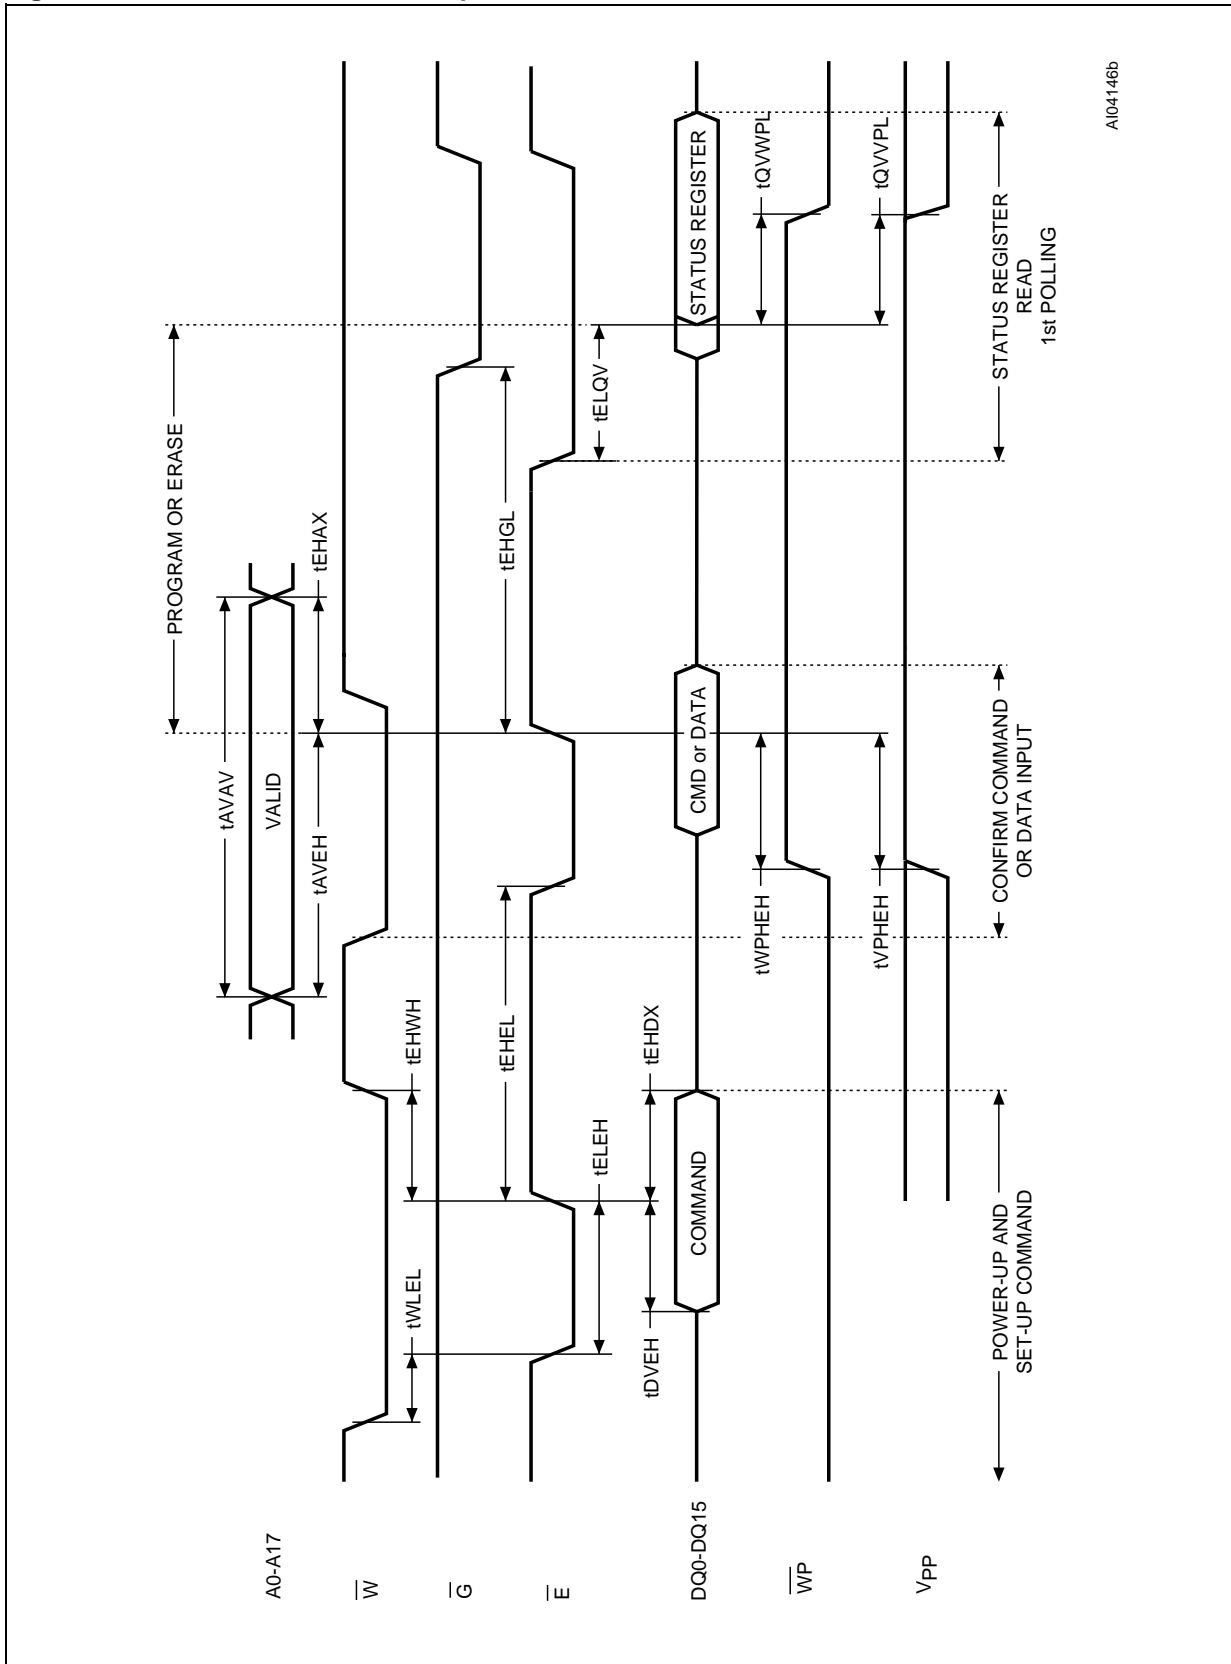 A0-A17
VALID
tAVAV
tAVEH
tEHAX
PROGRAM OR ERASE
W
tWLEL
tEHWH
G
tEHEL
tEHGL
E
tELEH
tELQV
tDVEH
tEHDX
DQ0-DQ15
COMMAND
CMD or DATA
STATUS REGISTER
WP
tWPHEH
tQVWPL
VPP
tVPHEH
tQVVPL
POWER-UP AND
SET-UP COMMAND
CONFIRM COMMAND
OR DATA INPUT
STATUS REGISTER
READ
1st POLLING
AI04146b